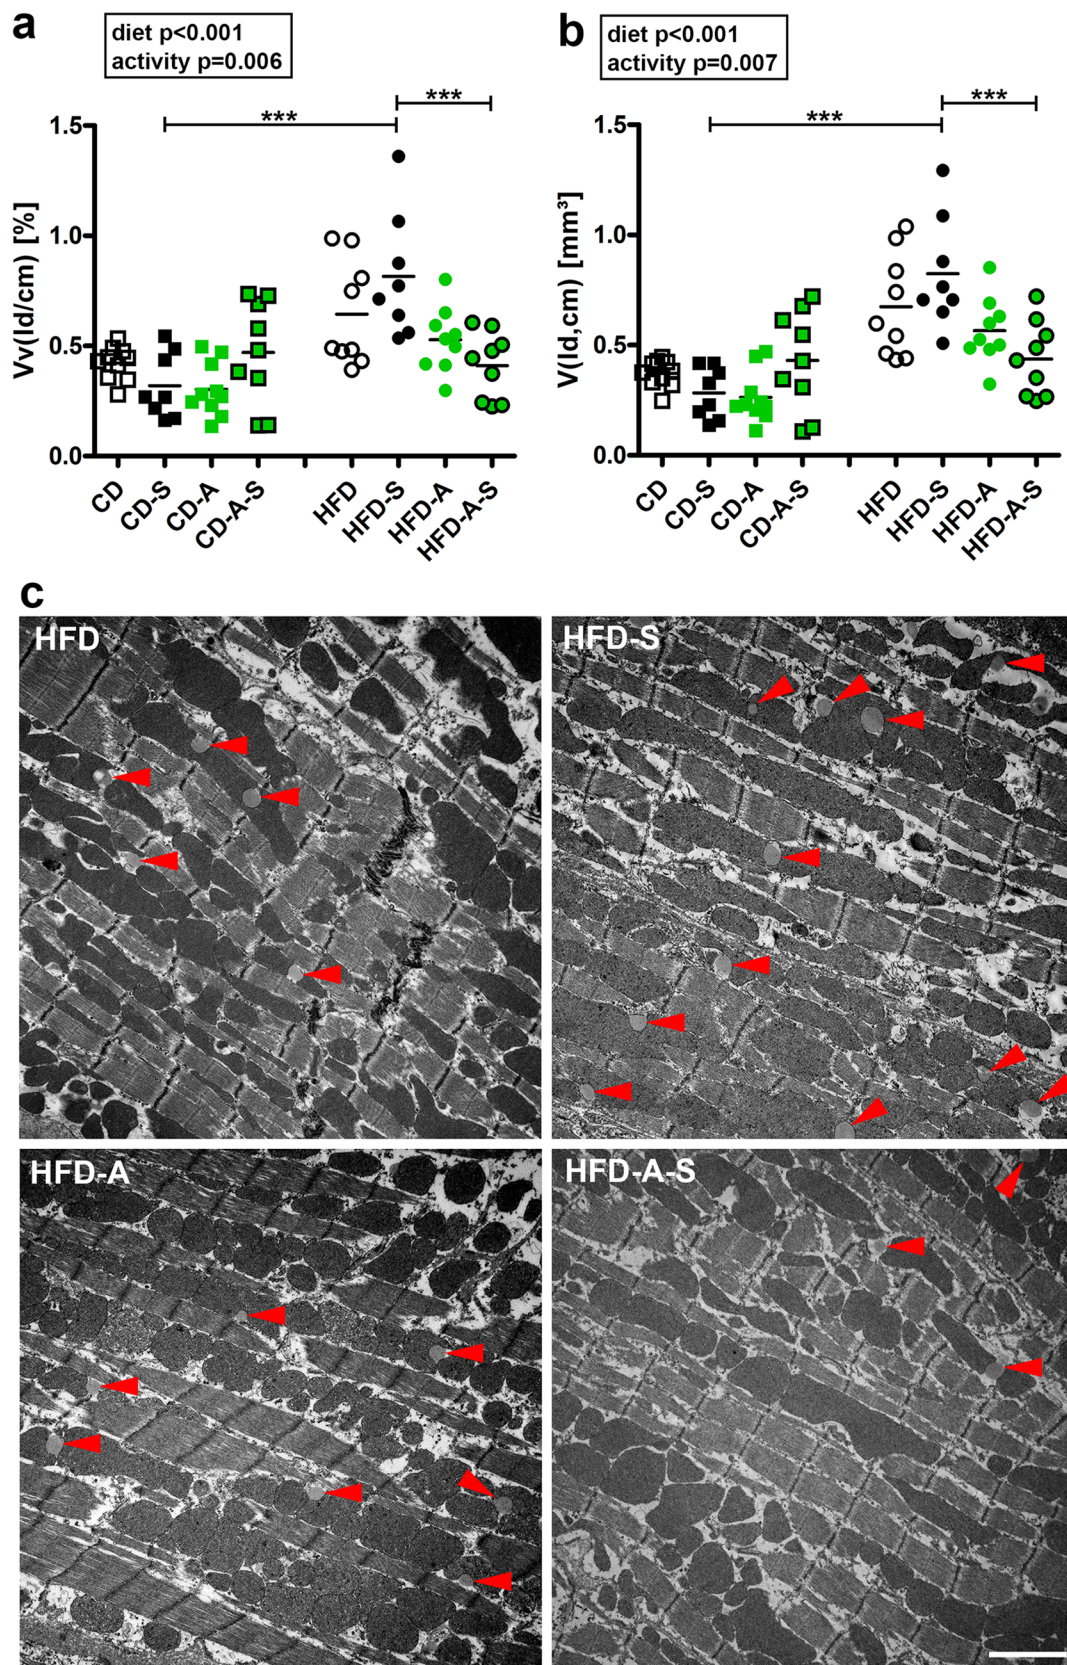 a
diet p<0.001
activity p=0.006
***
***
Vv(ld/cm) [%]
1.5
1.0
0.5
0.0
CD
CD-S
CD-A
CD-A-S
HFD
HFD-S
HFD-A
HFD-A-S
b
diet p<0.001
activity p=0.007
***
***
V(ld,cm) [mm³]
1.5
1.0
0.5
0.0
CD
CD-S
CD-A
CD-A-S
HFD
HFD-S
HFD-A
HFD-A-S
c
HFD
HFD-S
HFD-A
HFD-A-S